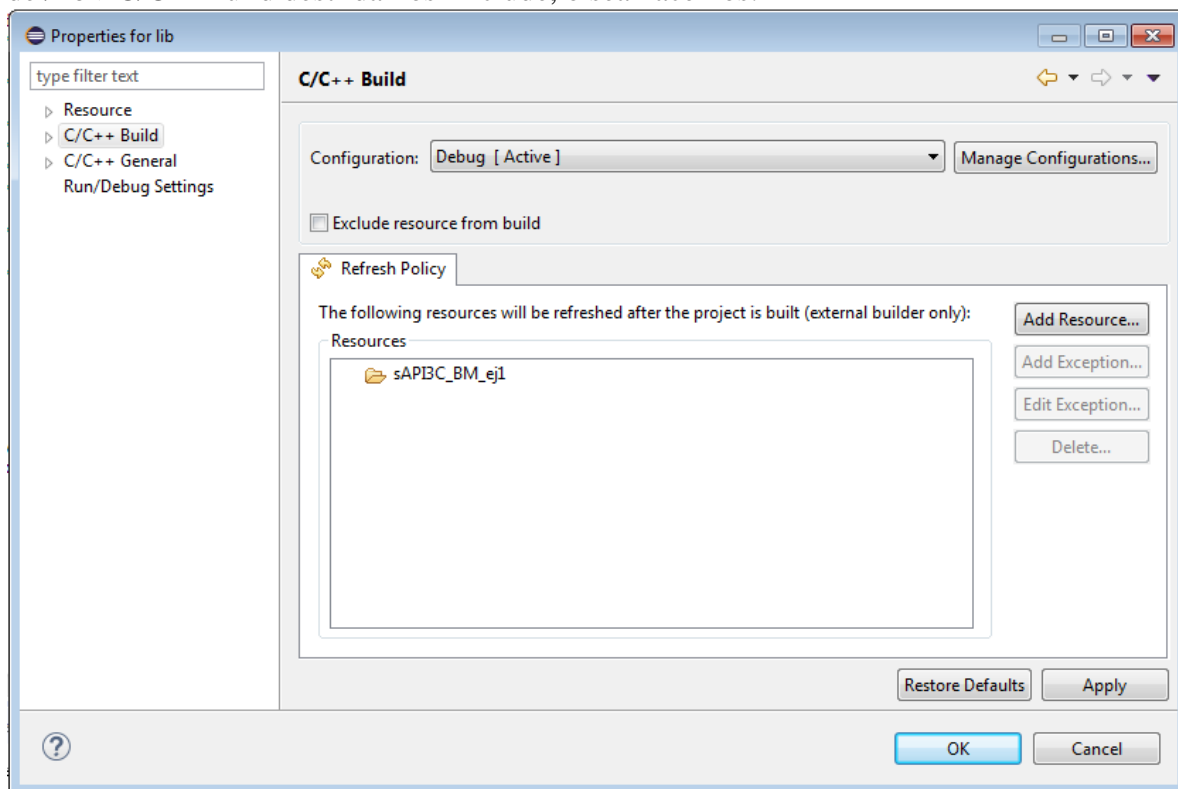 Properties for lib
type filter text
Resource
C/C++ Build
C/C++ General
Run/Debug Settings
C/C++ Build
Configuration: Debug [ Active ] Manage Configurations...
Exclude resource from build
Refresh Policy
The following resources will be refreshed after the project is built (external builder only):
Resources
sAPI3C_BM_ej1
Add Resource...
Add Exception...
Edit Exception...
Delete...
Restore Defaults Apply
OK Cancel